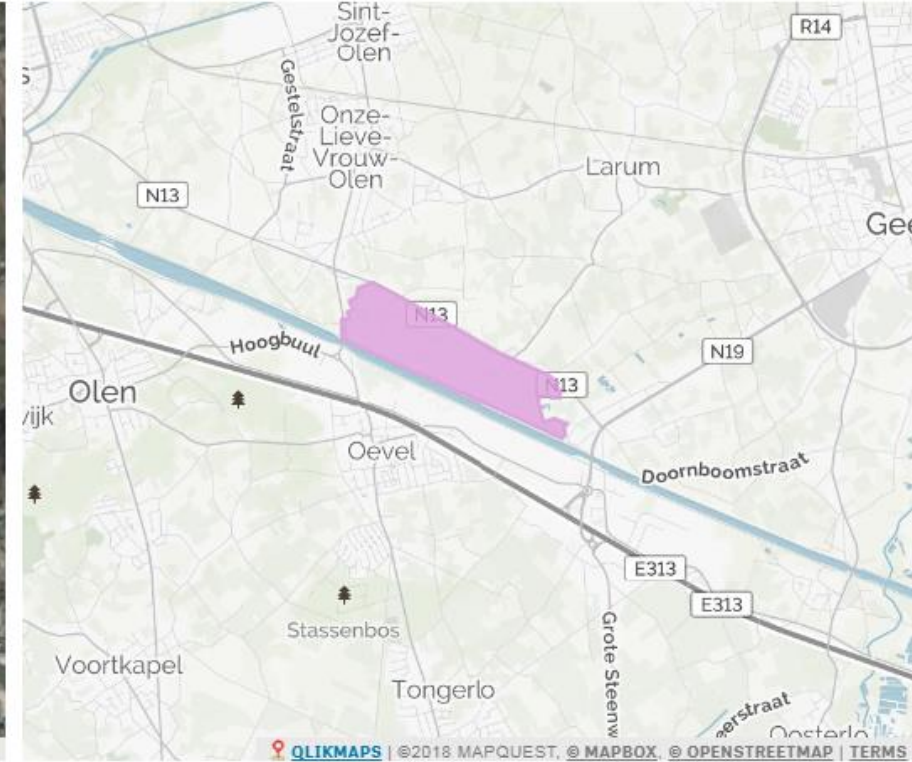 Sint-
Jozef-
Olen
R14
Gestelstraat
Onze-
Lieve-
Vrouw-
Olen
Larum
N13
Gee
N13
Hoogbuul
N19
N13
Olen
Oevel
Doornboomstraat
E313
E313
Stassenbos
Grote Steenw
Voortkapel
Tongerlo
eerstraat
Oosterlo
QLIKMAPS | ©2018 MAPQUEST, © MAPBOX, © OPENSTREETMAP | TERMS